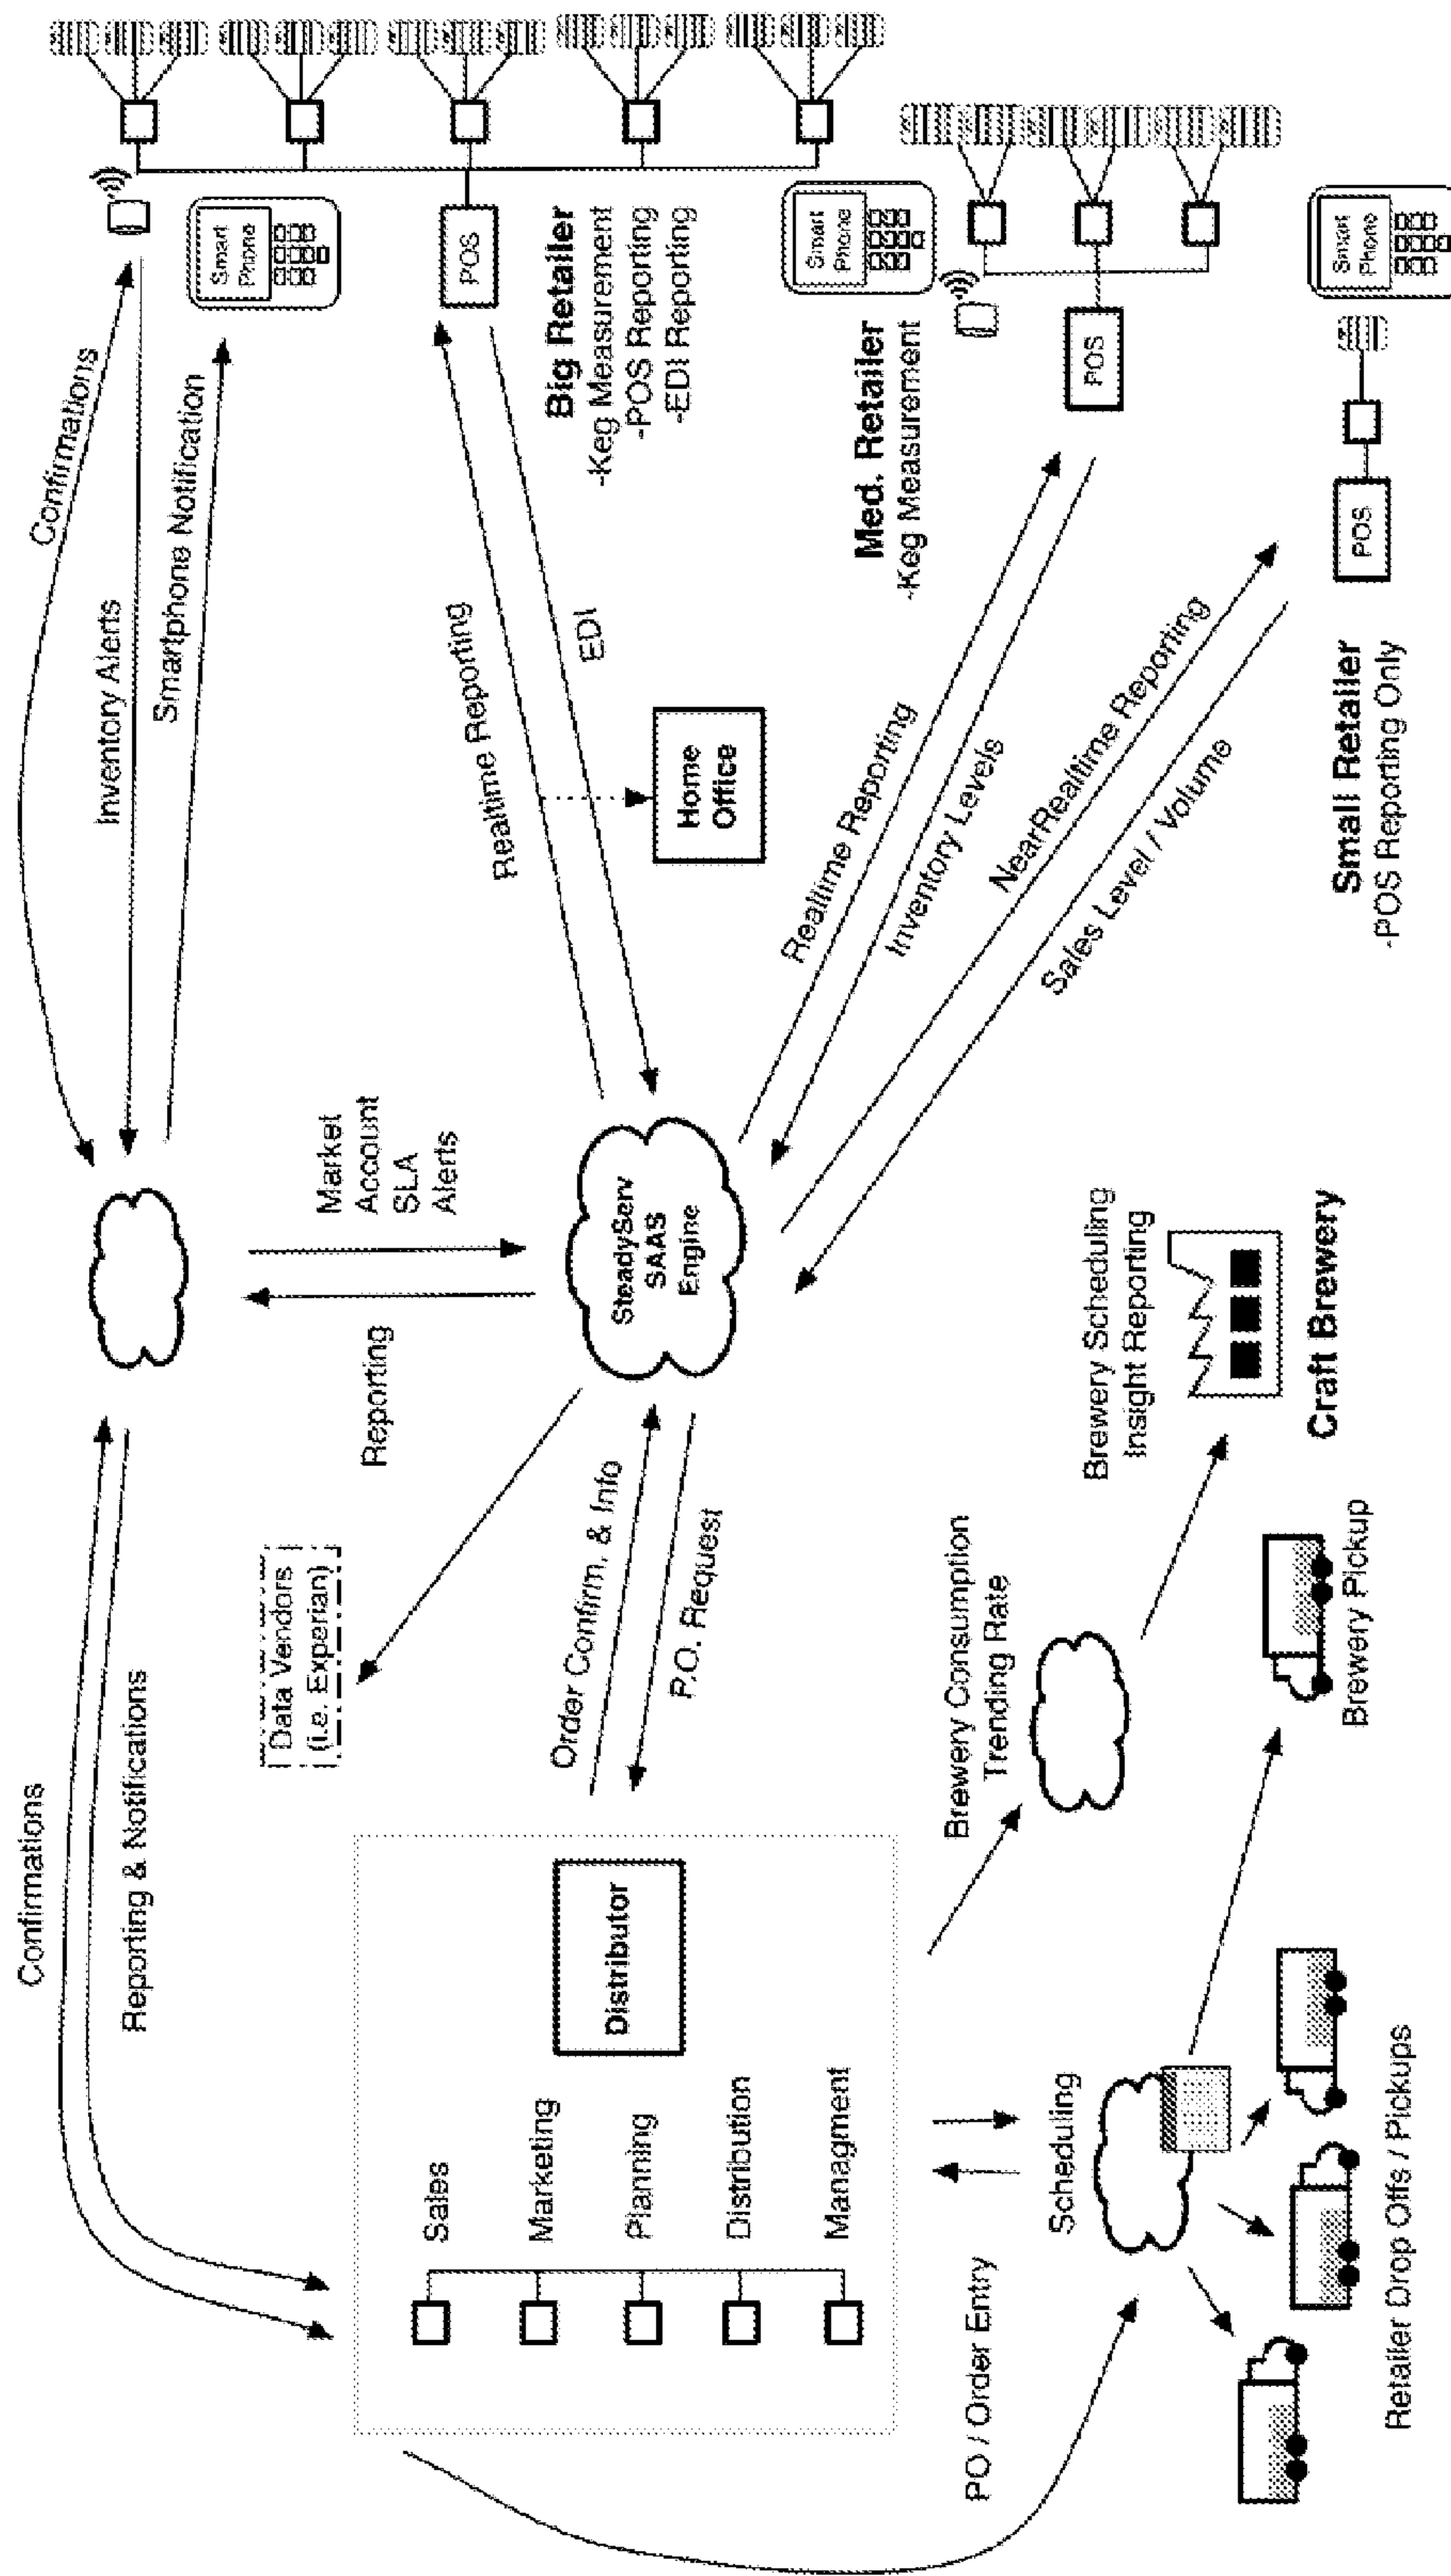 Confirmations
Reporting & Notifications
Confirmations
Inventory Alerts
Smartphone Notification
Smart
Phone
Data Vendors
(i.e. Experian)
Reporting
Market
Account
SLA
Alerts
Sales
Marketing
Planning
Distribution
Managment
Distributor
Order Confirm. & Info
P.O. Request
SteadyServ
SAAS
Engine
Realtime Reporting
EDI
Home
Office
POS
Big Retailer
-Keg Measurement
-POS Reporting
-EDI Reporting
Smart
Phone
Med. Retailer
-Keg Measurement
POS
Realtime Reporting
Inventory Levels
NearRealtime Reporting
Sales Level / Volume
Smart
Phone
POS
Small Retailer
-POS Reporting Only
PO / Order Entry
Scheduling
Brewery Consumption
Trending Rate
Brewery Scheduling
Insight Reporting
Craft Brewery
Brewery Pickup
Retailer Drop Offs / Pickups